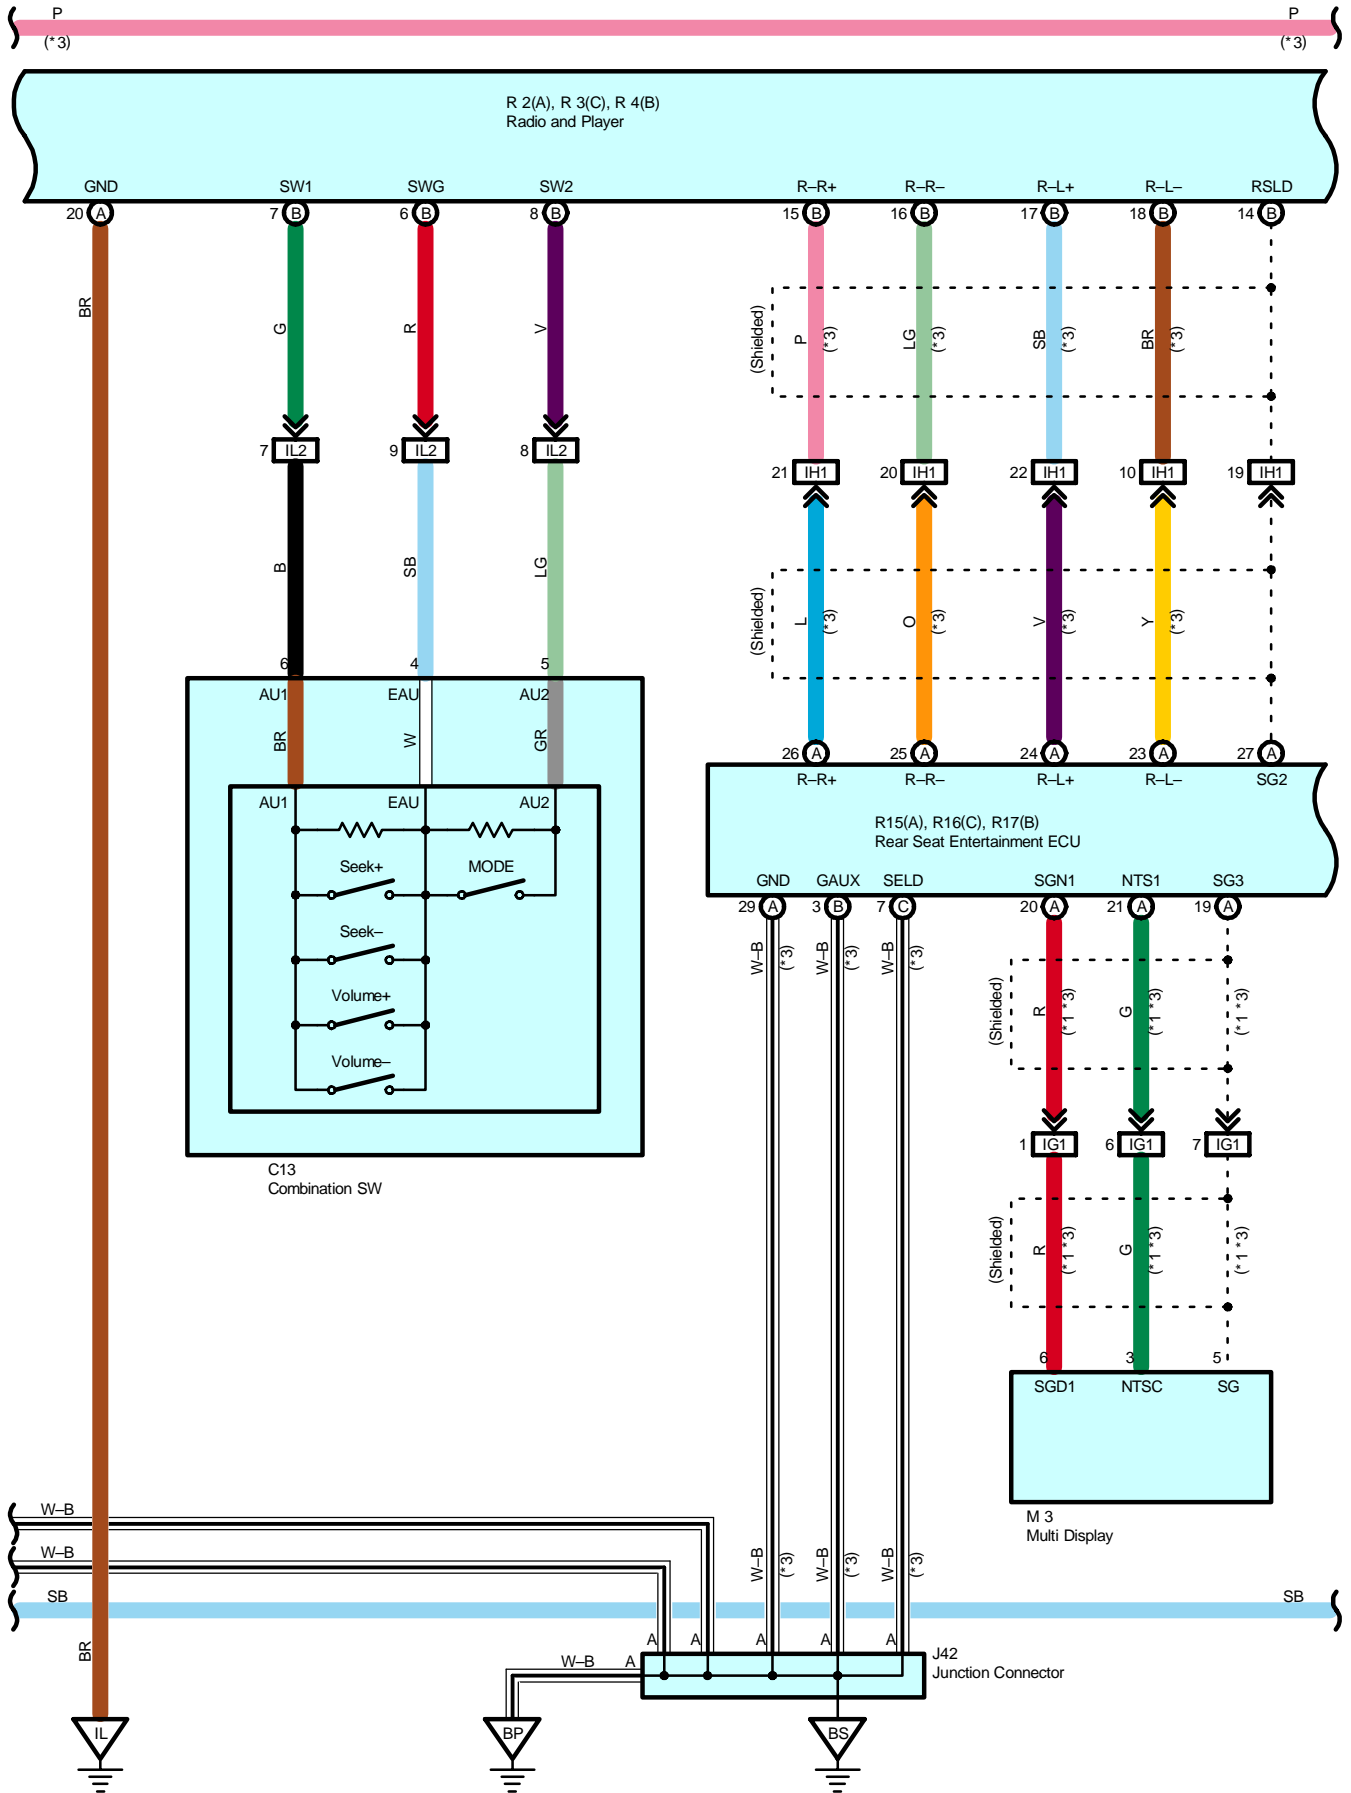 P P
(*3) (*3)
R 2(A), R 3(C), R 4(B)
Radio and Player
GND SW1 SWG SW2 R–R+ R–R– R–L+ R–L– RSLD
20 A 7 B 6 B 8 B 15 B 16 B 17 B 18 B 14 B
BR G R V (Shielded) P (*3) LG (*3) SB (*3) BR (*3)
7 IL2 9 IL2 8 IL2
21 IH1 20 IH1 22 IH1 10 IH1 19 IH1
B SB LG (Shielded) L (*3) O (*3) V (*3) Y (*3)
6 4 5
AU1 EAU AU2
BR W GR
26 A 25 A 24 A 23 A 27 A
R–R+ R–R– R–L+ R–L– SG2
AU1 EAU AU2
R15(A), R16(C), R17(B)
Rear Seat Entertainment ECU
Seek+ MODE
GND GAUX SELD SGN1 NTS1 SG3
29 A 3 B 7 C 20 A 21 A 19 A
Seek–
W–B (*3) W–B (*3) W–B (*3)
Volume+
(Shielded) R (*1 *3) G (*1 *3) (*1 *3)
Volume–
1 IG1 6 IG1 7 IG1
C13
Combination SW
(Shielded) R (*1 *3) G (*1 *3) (*1 *3)
6 3 5
SGD1 NTSC SG
W–B
M 3
Multi Display
W–B
W–B (*3) W–B (*3) W–B (*3)
SB SB
BR
A A A A A
J42
Junction Connector
W–B A
IL BP BS